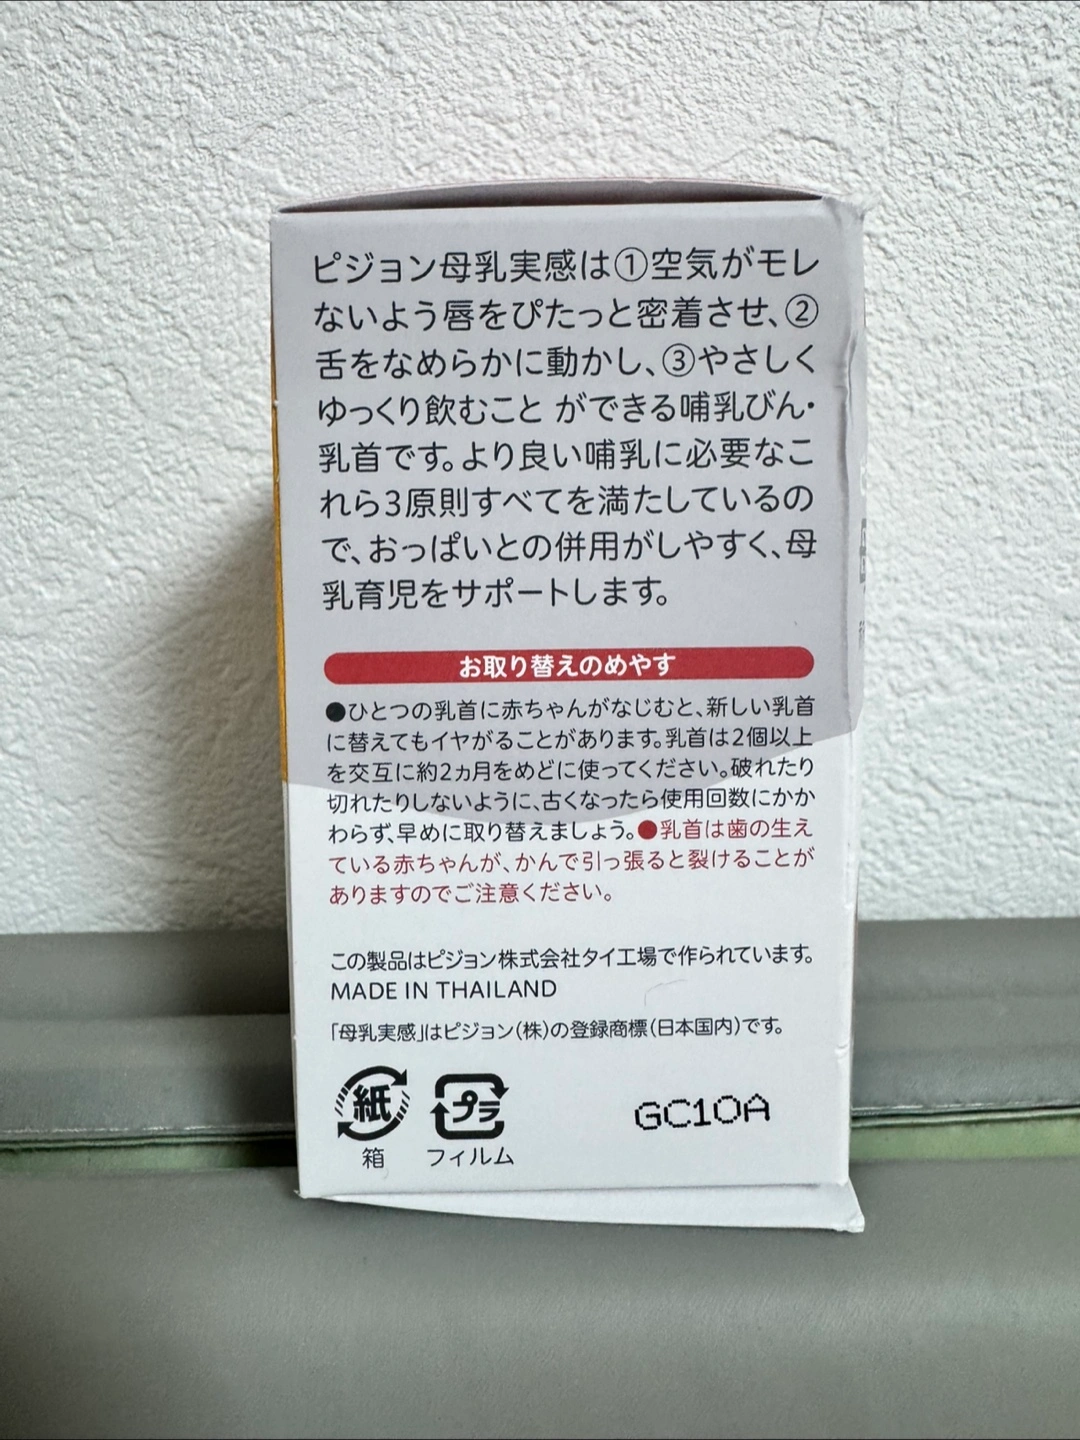 ピジョン母乳実感は①空気がモレ
ないよう唇をぴたっと密着させ、②
舌をなめらかに動かし、③やさしく
ゆっくり飲むこと ができる哺乳びん・
乳首です。より良い哺乳に必要なこ
れら3原則すべてを満たしているの
で、おっぱいとの併用がしやすく、母
乳育児をサポートします。
お取り替えのめやす
●ひとつの乳首に赤ちゃんがなじむと、新しい乳首
に替えてもイヤがることがあります。乳首は2個以上
を交互に約2ヵ月をめどに使ってください。破れたり
切れたりしないように、古くなったら使用回数にかか
わらず、早めに取り替えましょう。●乳首は歯の生え
ている赤ちゃんが、かんで引っ張ると裂けることが
ありますのでご注意ください。
この製品はピジョン株式会社タイ工場で作られています。
MADE IN THAILAND
「母乳実感」はピジョン(株)の登録商標(日本国内)です。
紙 プラ
箱 フィルム
GC10A